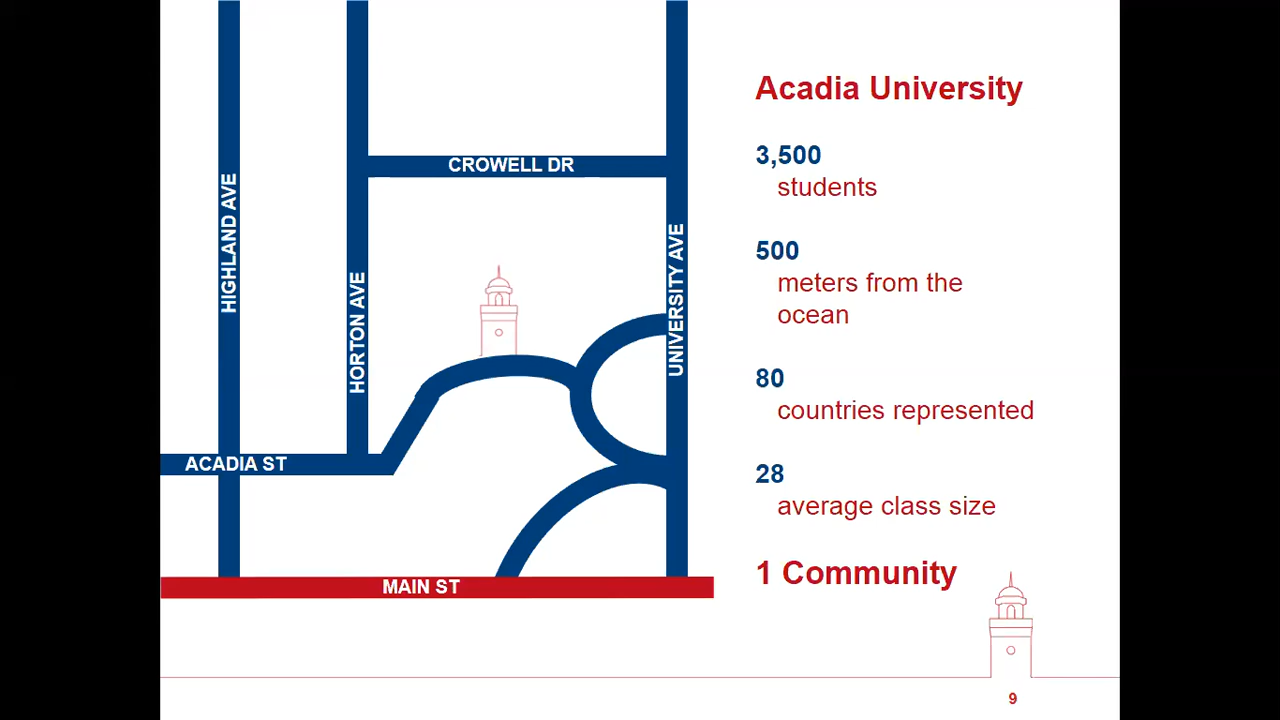 Acadia University
3,500
students
500
meters from the
ocean
80
countries represented
28
average class size
1 Community
CROWELL DR
HIGHLAND AVE
HORTON AVE
UNIVERSITY AVE
ACADIA ST
MAIN ST
9